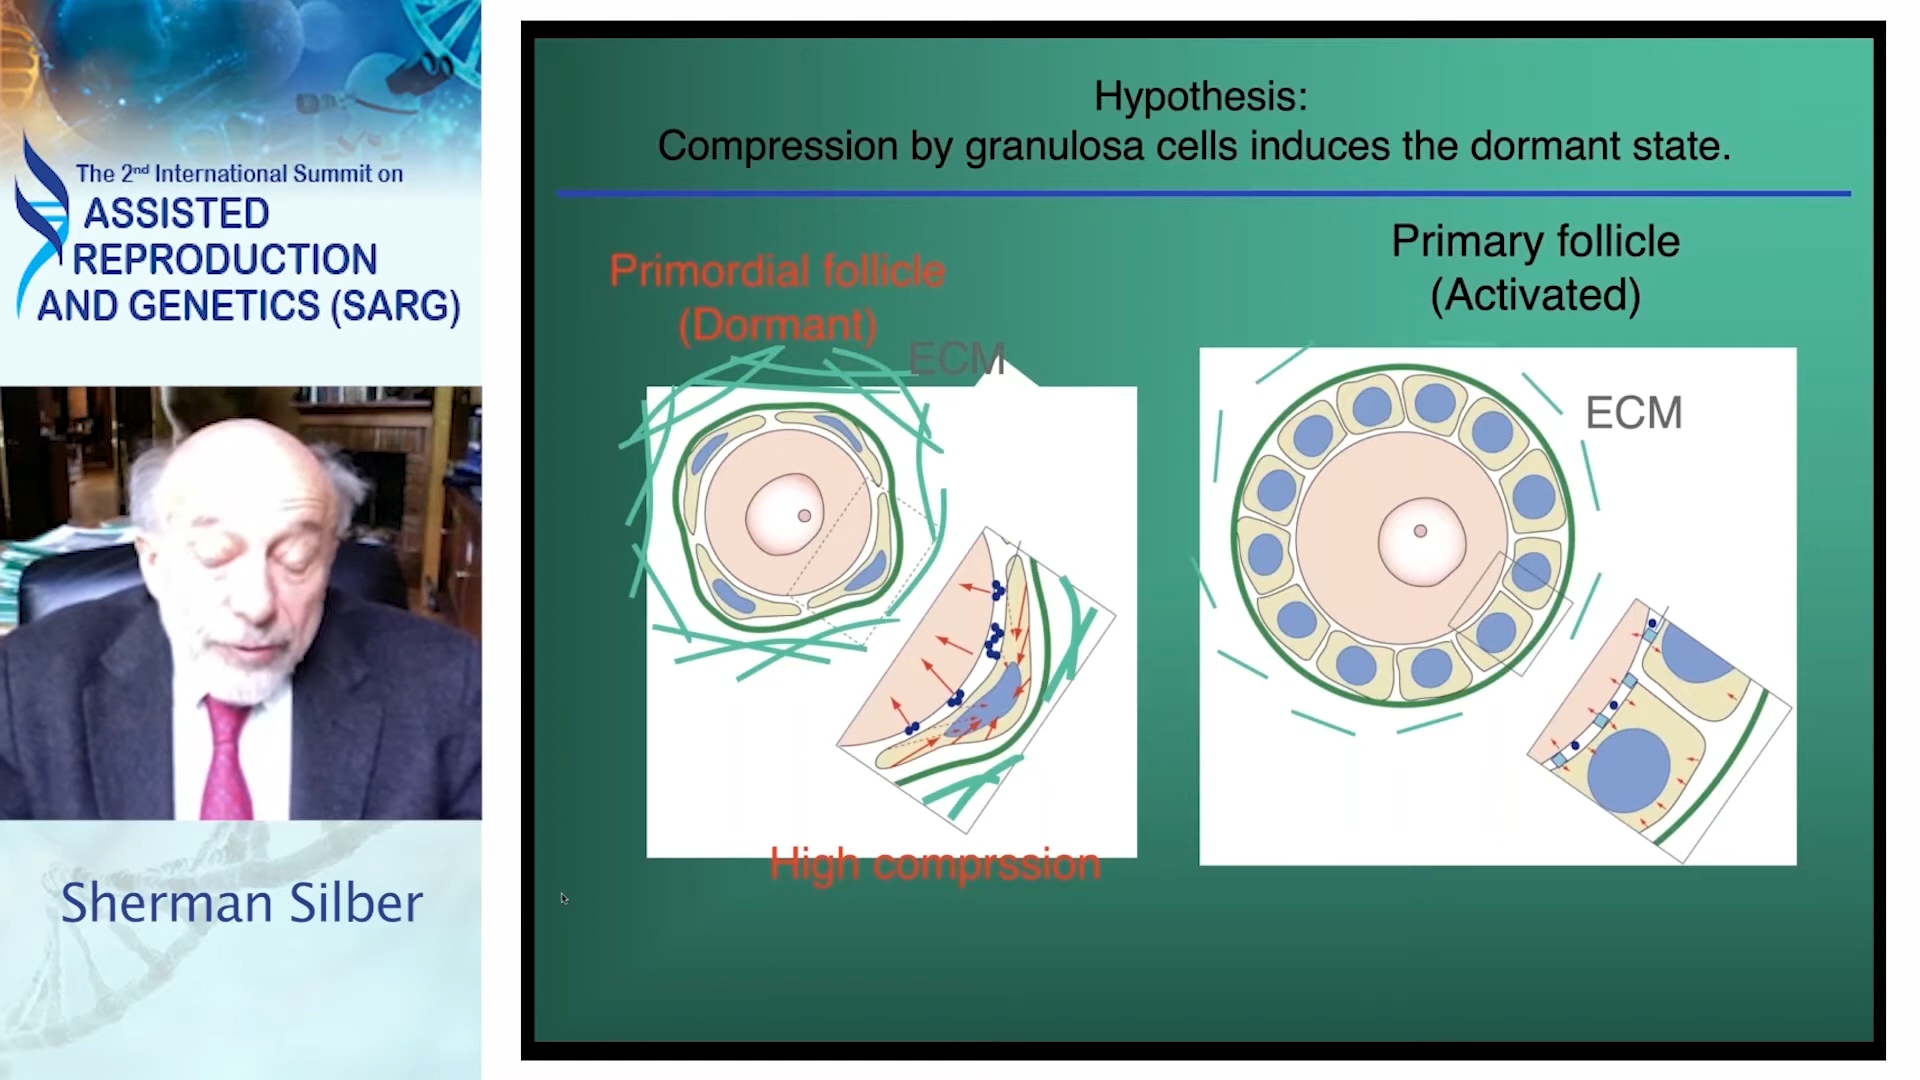 The 2nd International Summit on
ASSISTED
REPRODUCTION
AND GENETICS (SARG)
Sherman Silber
Hypothesis:
Compression by granulosa cells induces the dormant state.
Primordial follicle
(Dormant)
ECM
High comprssion
Primary follicle
(Activated)
ECM